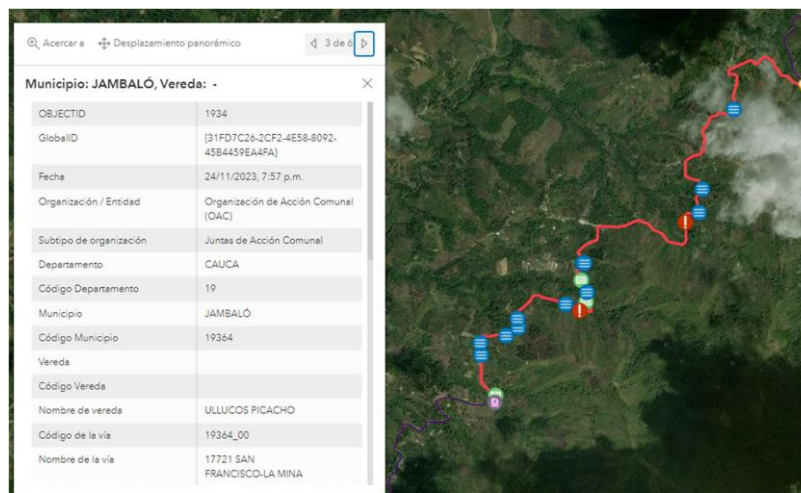 Acercar a Desplazamiento panorámico 3 de 6
Municipio: JAMBALÓ, Vereda: -
OBJECTID 1934
GlobalID {31FD7C26-2CF2-4E58-8092-
45B4459EA4FA}
Fecha 24/11/2023, 7:57 p.m.
Organización / Entidad Organización de Acción Comunal
(OAC)
Subtipo de organización Juntas de Acción Comunal
Departamento CAUCA
Código Departamento 19
Municipio JAMBALÓ
Código Municipio 19364
Vereda
Código Vereda
Nombre de vereda ULLUCOS PICACHO
Código de la vía 19364_00
Nombre de la vía 17721 SAN
FRANCISCO-LA MINA